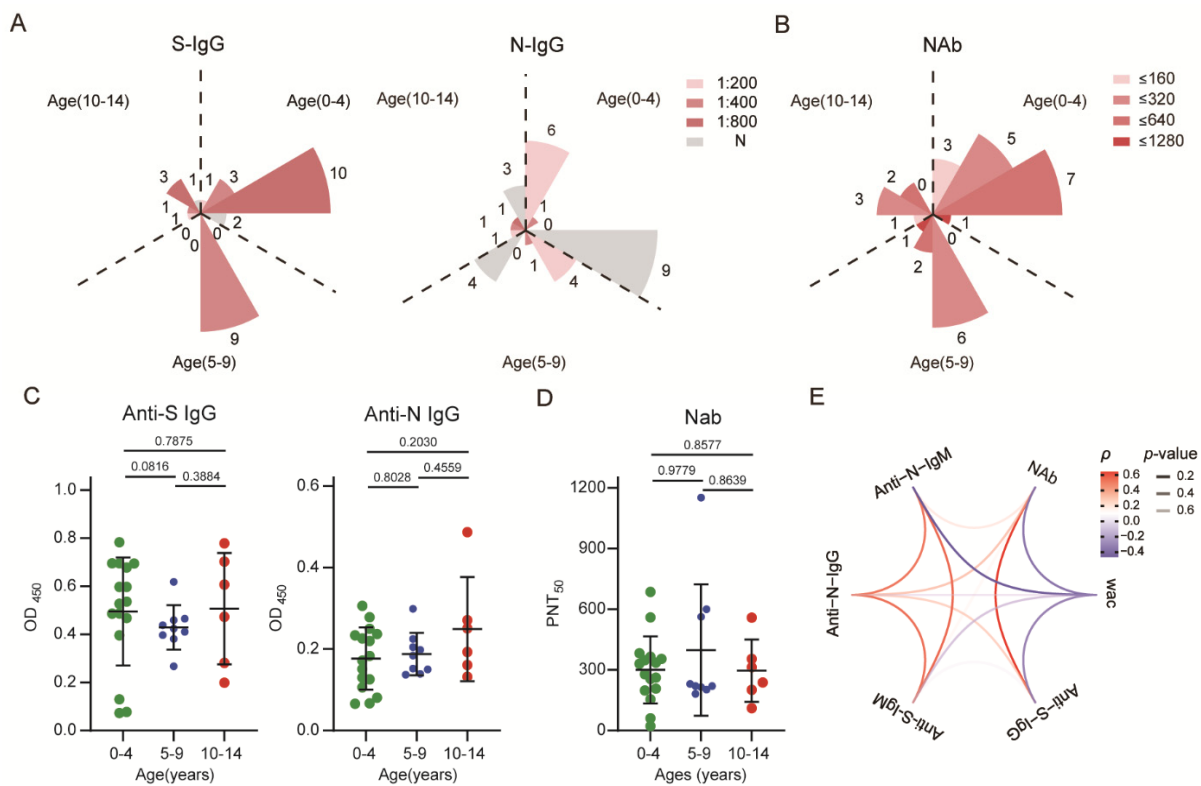 A
S-IgG
Age(10-14)
Age(0-4)
3
1
1
3
10
1
1
0
0
0
2
9
N-IgG
Age(10-14)
Age(0-4)
6
3
1
1
1
0
0
4
1
4
9
Age(5-9)
Age(5-9)
1:200
1:400
1:800
N
B
NAb
Age(10-14)
Age(0-4)
3
5
7
2
0
3
1
1
1
0
2
6
Age(5-9)
≤160
≤320
≤640
≤1280
C
Anti-S IgG
0.7875
0.0816
0.3884
OD 450
1.0
0.8
0.6
0.4
0.2
0.0
0-4
5-9
10-14
Age(years)
Anti-N IgG
0.2030
0.8028
0.4559
OD 450
0.6
0.4
0.2
0.0
0-4
5-9
10-14
Age(years)
D
Nab
0.8577
0.9779
0.8639
PNT50
1200
900
600
300
0
0-4
5-9
10-14
Ages (years)
E
Anti-N-IgM
NAb
Anti-N-IgG
wac
Anti-S-IgM
Anti-S-IgG
ρ
0.6
0.4
0.2
0.0
−0.2
−0.4
p-value
0.2
0.4
0.6